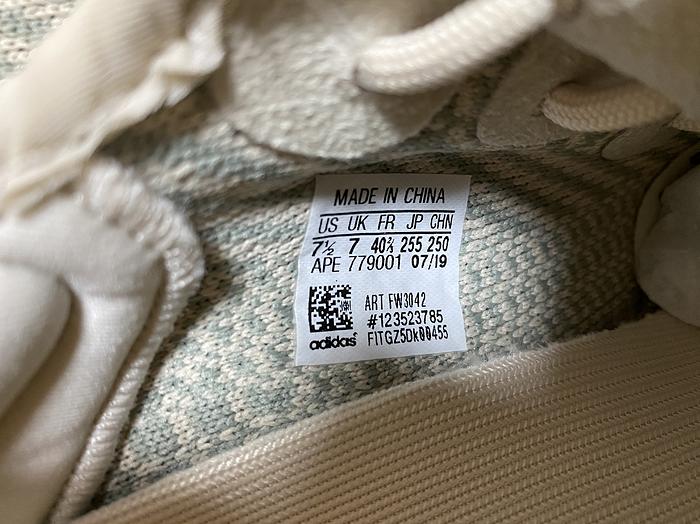 MADE IN CHINA
US UK FR JP CHN
7½ 7 40⅔ 255 250
APE 779001 07/19
ART FW3042
#123523785
adidas FITGZ5Dk00455